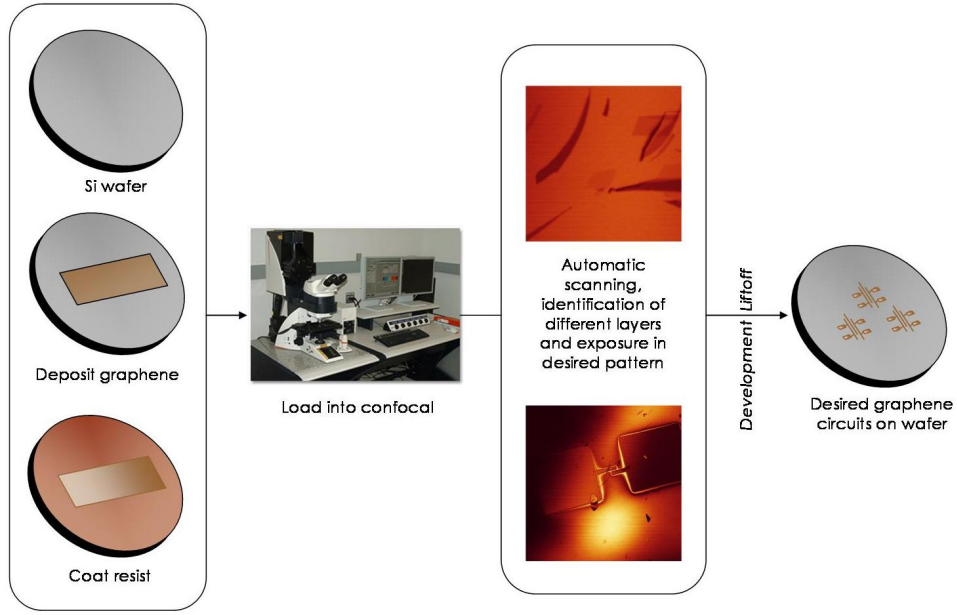 Si wafer
Deposit graphene
Coat resist
Load into confocal
Automatic
scanning,
identification of
different layers
and exposure in
desired pattern
Development Liftoff
Desired graphene
circuits on wafer